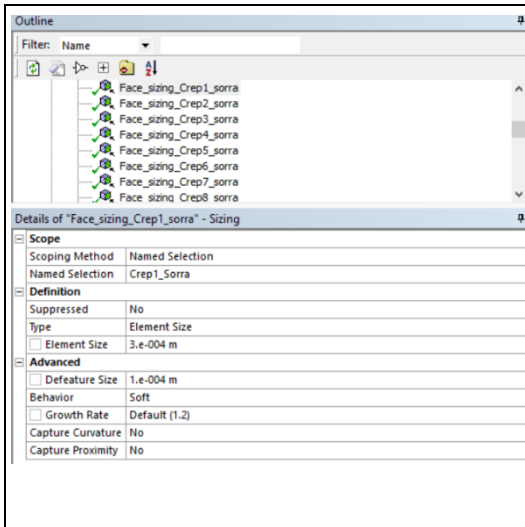 Outline
Filter: Name
Face_sizing_Crep1_sorra
Face_sizing_Crep2_sorra
Face_sizing_Crep3_sorra
Face_sizing_Crep4_sorra
Face_sizing_Crep5_sorra
Face_sizing_Crep6_sorra
Face_sizing_Crep7_sorra
Face_sizing_Crep8_sorra
Details of "Face_sizing_Crep1_sorra" - Sizing
Scope
Scoping Method Named Selection
Named Selection Crep1_Sorra
Definition
Suppressed No
Type Element Size
Element Size 3.e-004 m
Advanced
Defeature Size 1.e-004 m
Behavior Soft
Growth Rate Default (1.2)
Capture Curvature No
Capture Proximity No